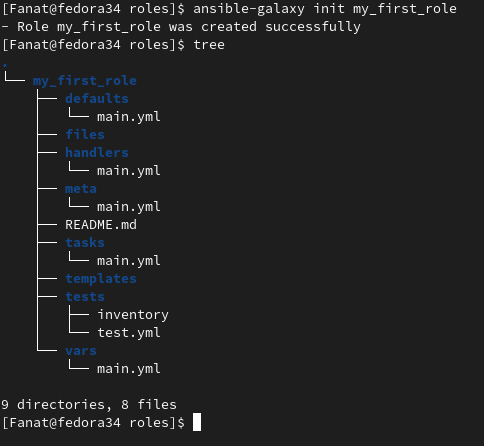 [Fanat@fedora34 roles]$ ansible-galaxy init my_first_role
- Role my_first_role was created successfully
[Fanat@fedora34 roles]$ tree
.
└── my_first_role
    ├── defaults
    │   └── main.yml
    ├── files
    ├── handlers
    │   └── main.yml
    ├── meta
    │   └── main.yml
    ├── README.md
    ├── tasks
    │   └── main.yml
    ├── templates
    ├── tests
    │   ├── inventory
    │   └── test.yml
    └── vars
        └── main.yml

9 directories, 8 files
[Fanat@fedora34 roles]$